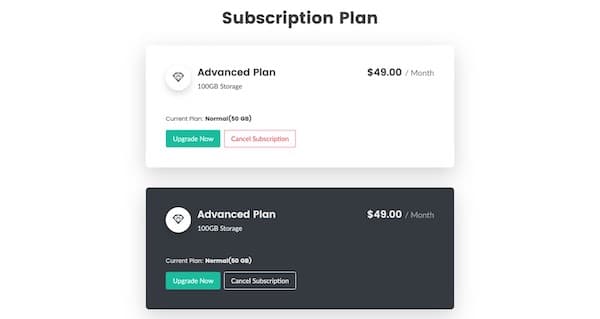 Subscription Plan
Advanced Plan
$49.00 / Month
100GB Storage
Current Plan: Normal(50 GB)
Upgrade Now
Cancel Subscription
Advanced Plan
$49.00 / Month
100GB Storage
Current Plan: Normal(50 GB)
Upgrade Now
Cancel Subscription